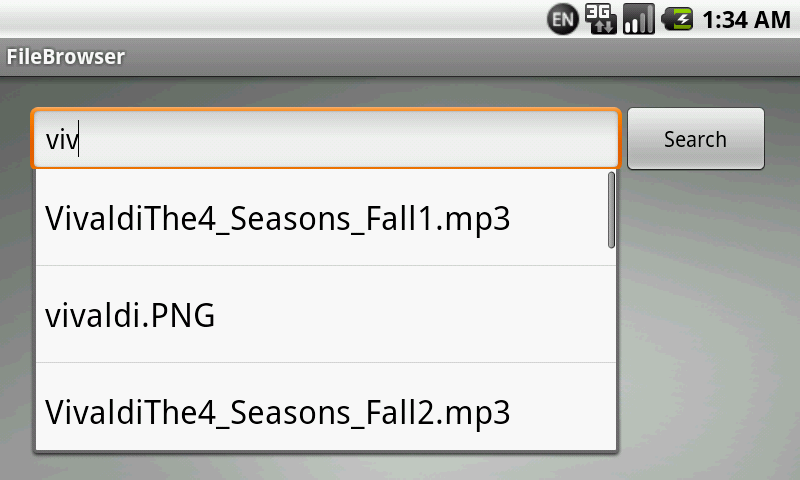 EN 3G 1:34 AM
FileBrowser
viv Search
VivaldiThe4_Seasons_Fall1.mp3
vivaldi.PNG
VivaldiThe4_Seasons_Fall2.mp3